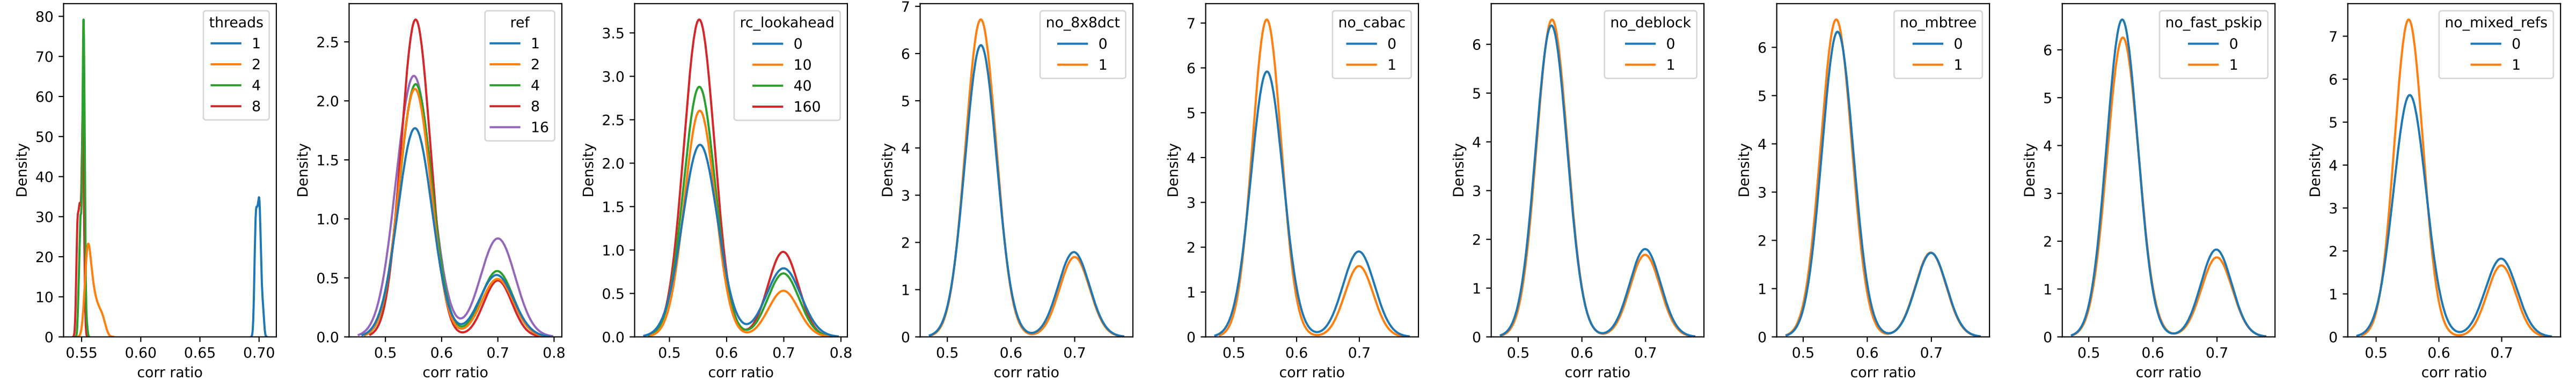 threads
1
2
4
8
80
70
60
50
40
30
20
10
0
Density
0.55 0.60 0.65 0.70
corr ratio
ref
1
2
4
8
16
2.5
2.0
1.5
1.0
0.5
0.0
Density
0.5 0.6 0.7 0.8
corr ratio
rc_lookahead
0
10
40
160
3.5
3.0
2.5
2.0
1.5
1.0
0.5
0.0
Density
0.5 0.6 0.7 0.8
corr ratio
no_8x8dct
0
1
7
6
5
4
3
2
1
0
Density
0.5 0.6 0.7
corr ratio
no_cabac
0
1
7
6
5
4
3
2
1
0
Density
0.5 0.6 0.7
corr ratio
no_deblock
0
1
6
5
4
3
2
1
0
Density
0.5 0.6 0.7
corr ratio
no_mbtree
0
1
6
5
4
3
2
1
0
Density
0.5 0.6 0.7
corr ratio
no_fast_pskip
0
1
6
5
4
3
2
1
0
Density
0.5 0.6 0.7
corr ratio
no_mixed_refs
0
1
7
6
5
4
3
2
1
0
Density
0.5 0.6 0.7
corr ratio